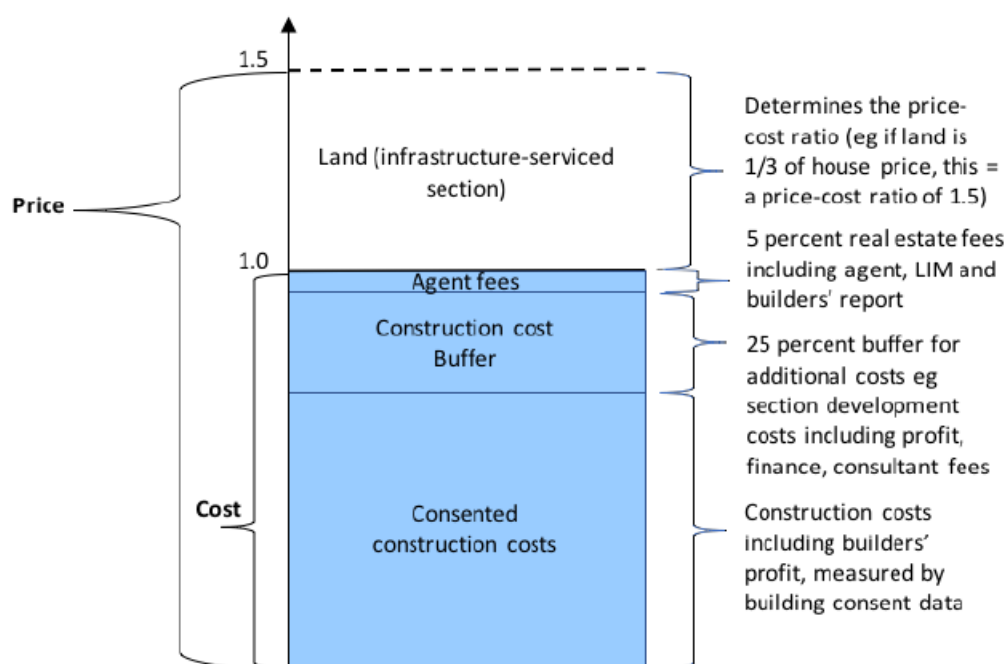 1.5
Land (infrastructure-serviced
section)
Determines the price-
cost ratio (eg if land is
1/3 of house price, this =
a price-cost ratio of 1.5)
Price
1.0
Agent fees
5 percent real estate fees
including agent, LIM and
builders' report
Construction cost
Buffer
25 percent buffer for
additional costs eg
section development
costs including profit,
finance, consultant fees
Cost
Consented
construction costs
Construction costs
including builders’
profit, measured by
building consent data